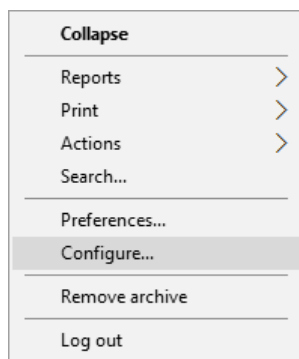 Collapse
Reports
Print
Actions
Search...
Preferences...
Configure...
Remove archive
Log out